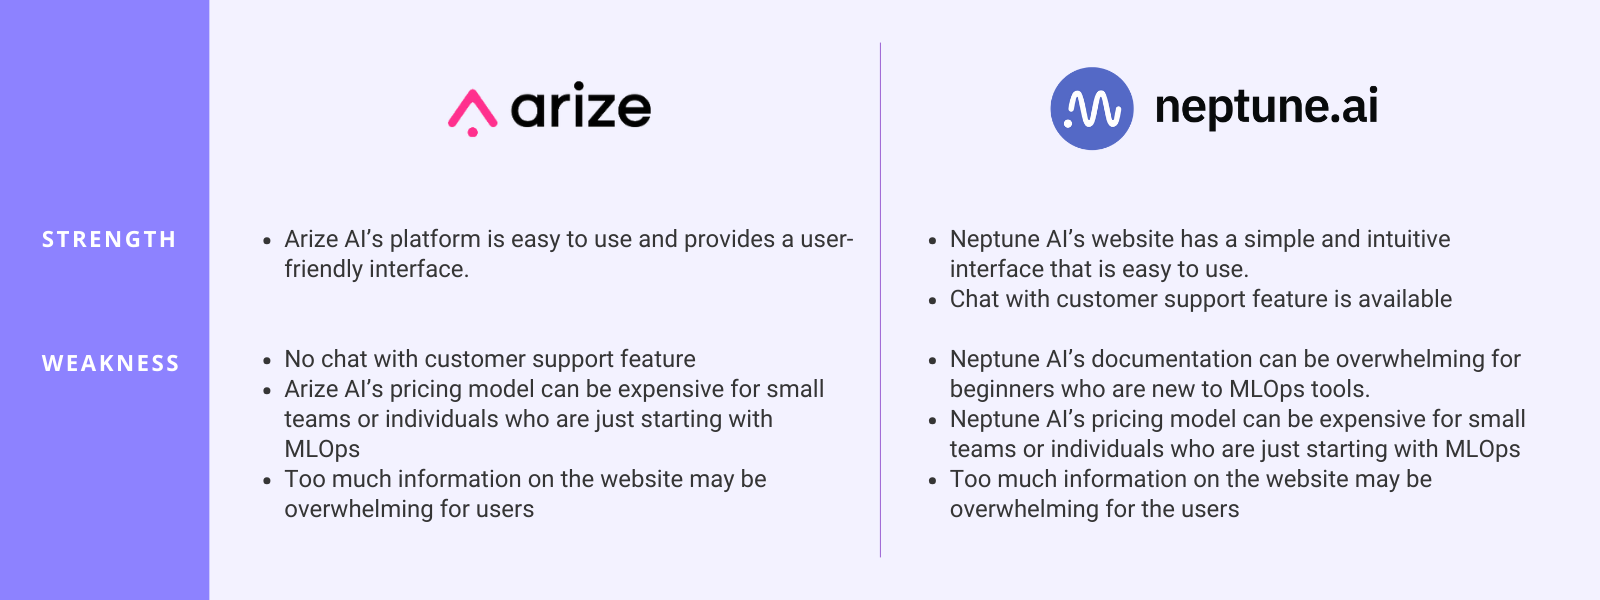 arize
neptune.ai
STRENGTH
• Arize AI’s platform is easy to use and provides a user-
friendly interface.
• Neptune AI’s website has a simple and intuitive
interface that is easy to use.
• Chat with customer support feature is available
WEAKNESS
• No chat with customer support feature
• Arize AI’s pricing model can be expensive for small
teams or individuals who are just starting with
MLOps
• Too much information on the website may be
overwhelming for users
• Neptune AI’s documentation can be overwhelming for
beginners who are new to MLOps tools.
• Neptune AI’s pricing model can be expensive for small
teams or individuals who are just starting with MLOps
• Too much information on the website may be
overwhelming for the users